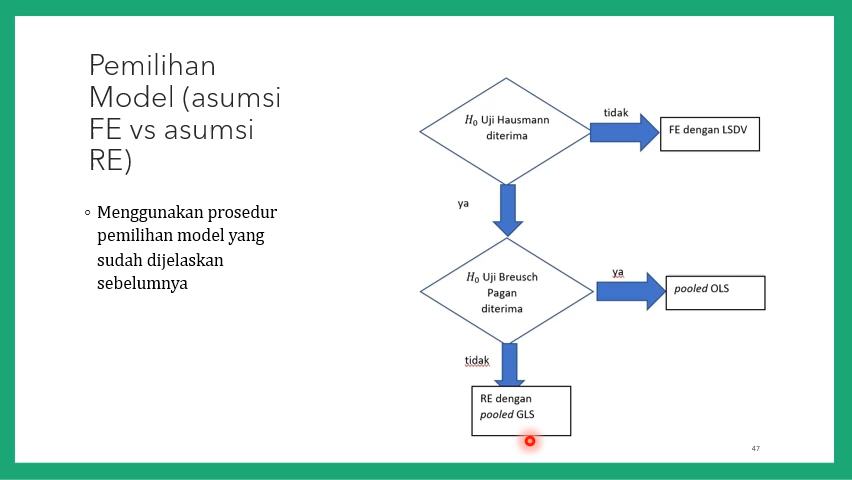 Pemilihan
Model (asumsi
FE vs asumsi
RE)
◦ Menggunakan prosedur
pemilihan model yang
sudah dijelaskan
sebelumnya
H₀ Uji Hausmann
diterima
tidak
FE dengan LSDV
ya
H₀ Uji Breusch
Pagan
diterima
ya
pooled OLS
tidak
RE dengan
pooled GLS
47